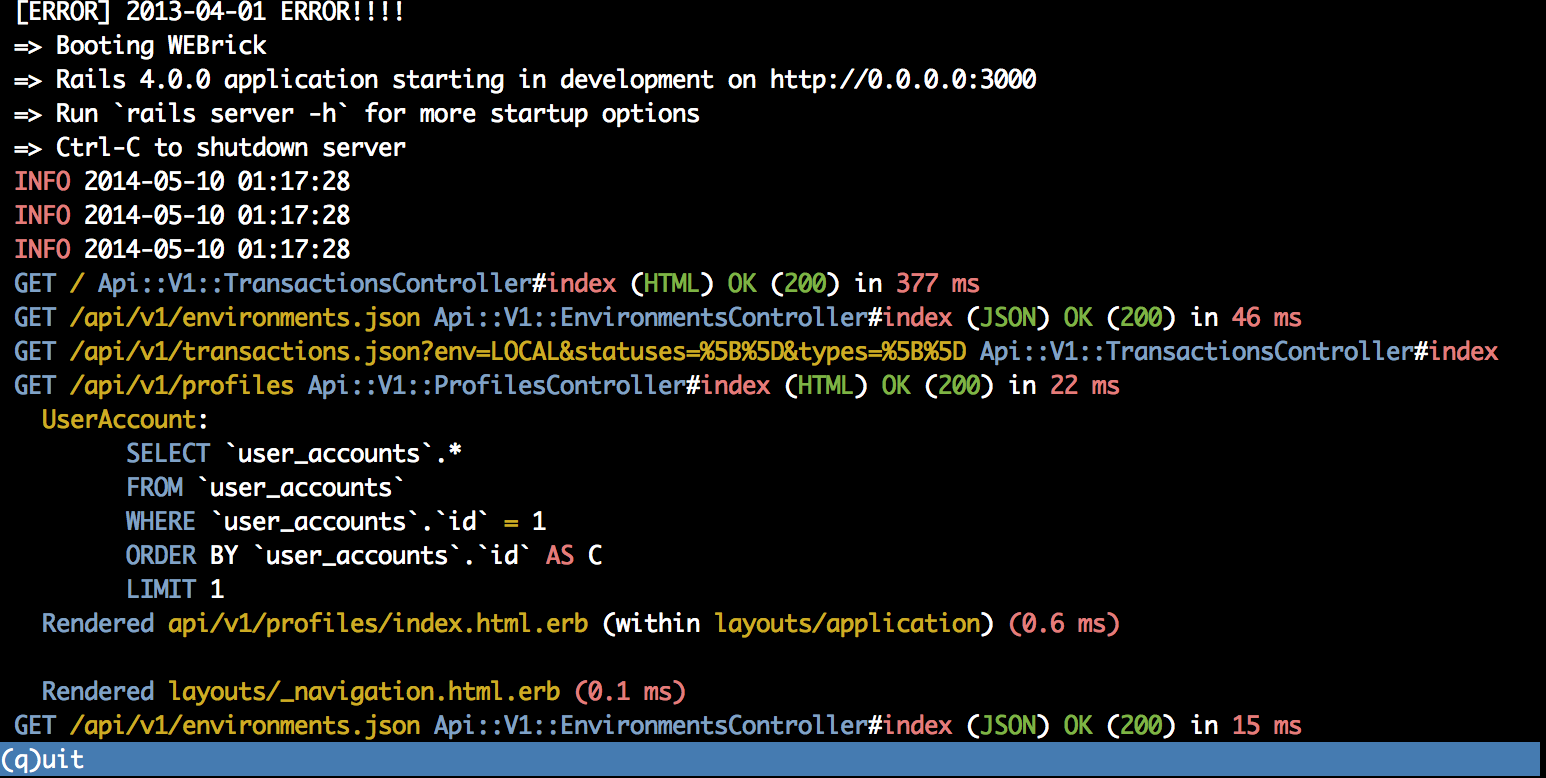 [ERROR] 2013-04-01 ERROR!!!!
=> Booting WEBrick
=> Rails 4.0.0 application starting in development on http://0.0.0.0:3000
=> Run `rails server -h` for more startup options
=> Ctrl-C to shutdown server
INFO 2014-05-10 01:17:28
INFO 2014-05-10 01:17:28
INFO 2014-05-10 01:17:28
GET / Api::V1::TransactionsController#index (HTML) OK (200) in 377 ms
GET /api/v1/environments.json Api::V1::EnvironmentsController#index (JSON) OK (200) in 46 ms
GET /api/v1/transactions.json?env=LOCAL&statuses=%5B%5D&types=%5B%5D Api::V1::TransactionsController#index
GET /api/v1/profiles Api::V1::ProfilesController#index (HTML) OK (200) in 22 ms
UserAccount:
SELECT `user_accounts`.*
FROM `user_accounts`
WHERE `user_accounts`.`id` = 1
ORDER BY `user_accounts`.`id` AS C
LIMIT 1
Rendered api/v1/profiles/index.html.erb (within layouts/application) (0.6 ms)
Rendered layouts/_navigation.html.erb (0.1 ms)
GET /api/v1/environments.json Api::V1::EnvironmentsController#index (JSON) OK (200) in 15 ms
(q)uit